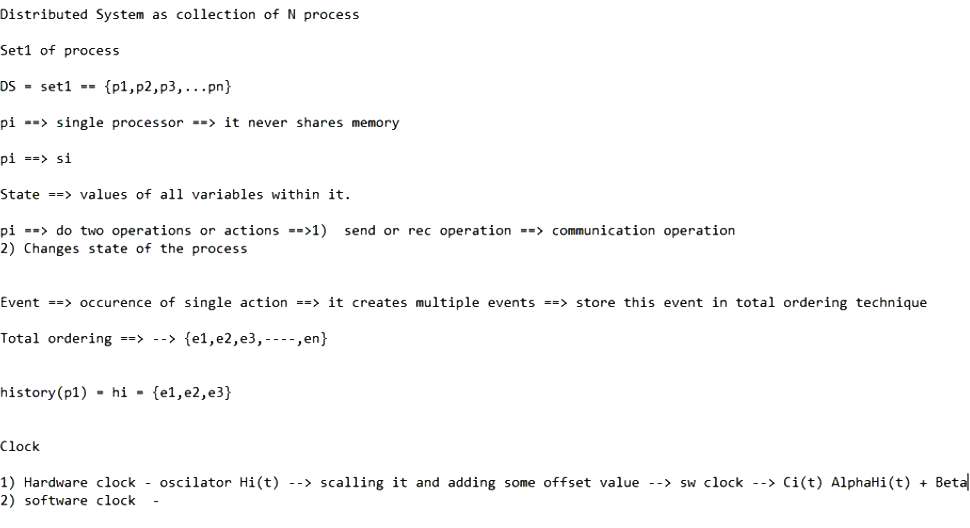 Distributed System as collection of N process
Set1 of process
DS = set1 == {p1,p2,p3,...pn}
pi ==> single processor ==> it never shares memory
pi ==> si
State ==> values of all variables within it.
pi ==> do two operations or actions ==>1)  send or rec operation ==> communication operation
2) Changes state of the process
Event ==> occurence of single action ==> it creates multiple events ==> store this event in total ordering technique
Total ordering ==> --> {e1,e2,e3,----,en}
history(p1) = hi = {e1,e2,e3}
Clock
1) Hardware clock - oscilator Hi(t) --> scalling it and adding some offset value --> sw clock --> Ci(t) AlphaHi(t) + Beta
2) software clock  -